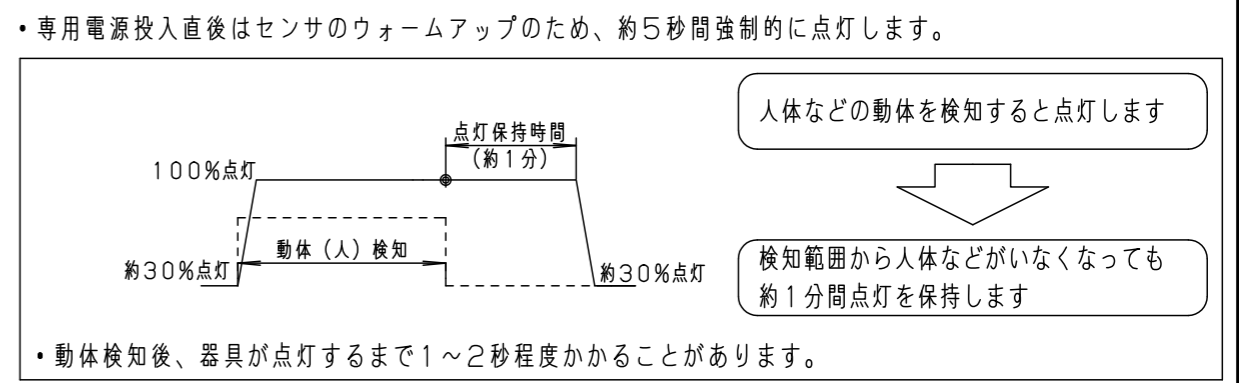 ・専用電源投入直後はセンサのウォームアップのため、約５秒間強制的に点灯します。
点灯保持時間
(約１分)
１００％点灯
動体（人）検知
約３０％点灯
約３０％点灯
人体などの動体を検知すると点灯します
検知範囲から人体などがいなくなっても
約１分間点灯を保持します
・動体検知後、器具が点灯するまで１～２秒程度かかることがあります。